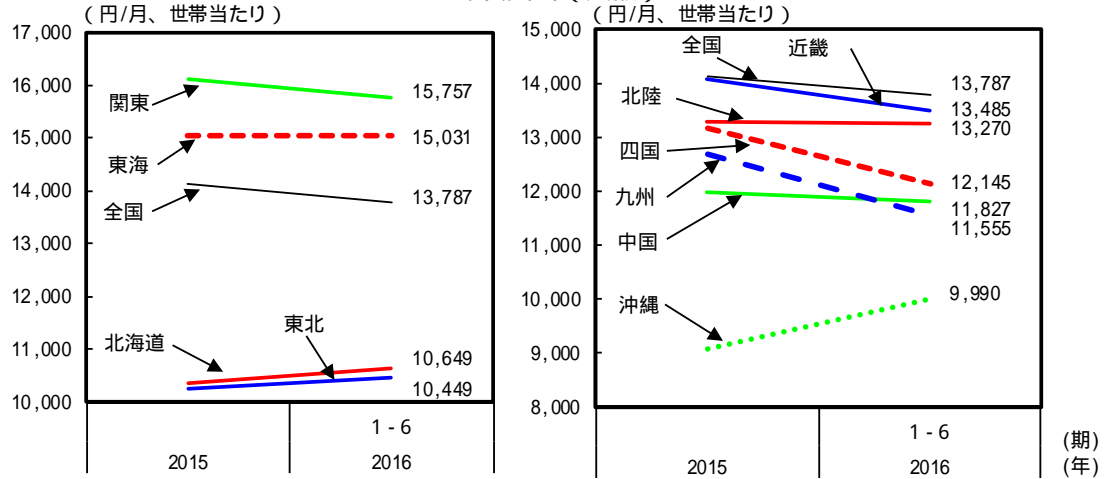 (円/月、世帯当たり)
17,000
16,000
15,000
14,000
13,000
12,000
11,000
10,000
関東
東海
全国
北海道
東北
15,757
15,031
13,787
10,649
10,449
1-6
2015
2016
(円/月、世帯当たり)
15,000
14,000
13,000
12,000
11,000
10,000
9,000
8,000
全国
近畿
北陸
四国
九州
中国
沖縄
13,787
13,485
13,270
12,145
11,827
11,555
9,990
1-6
2015
2016
(期)
(年)